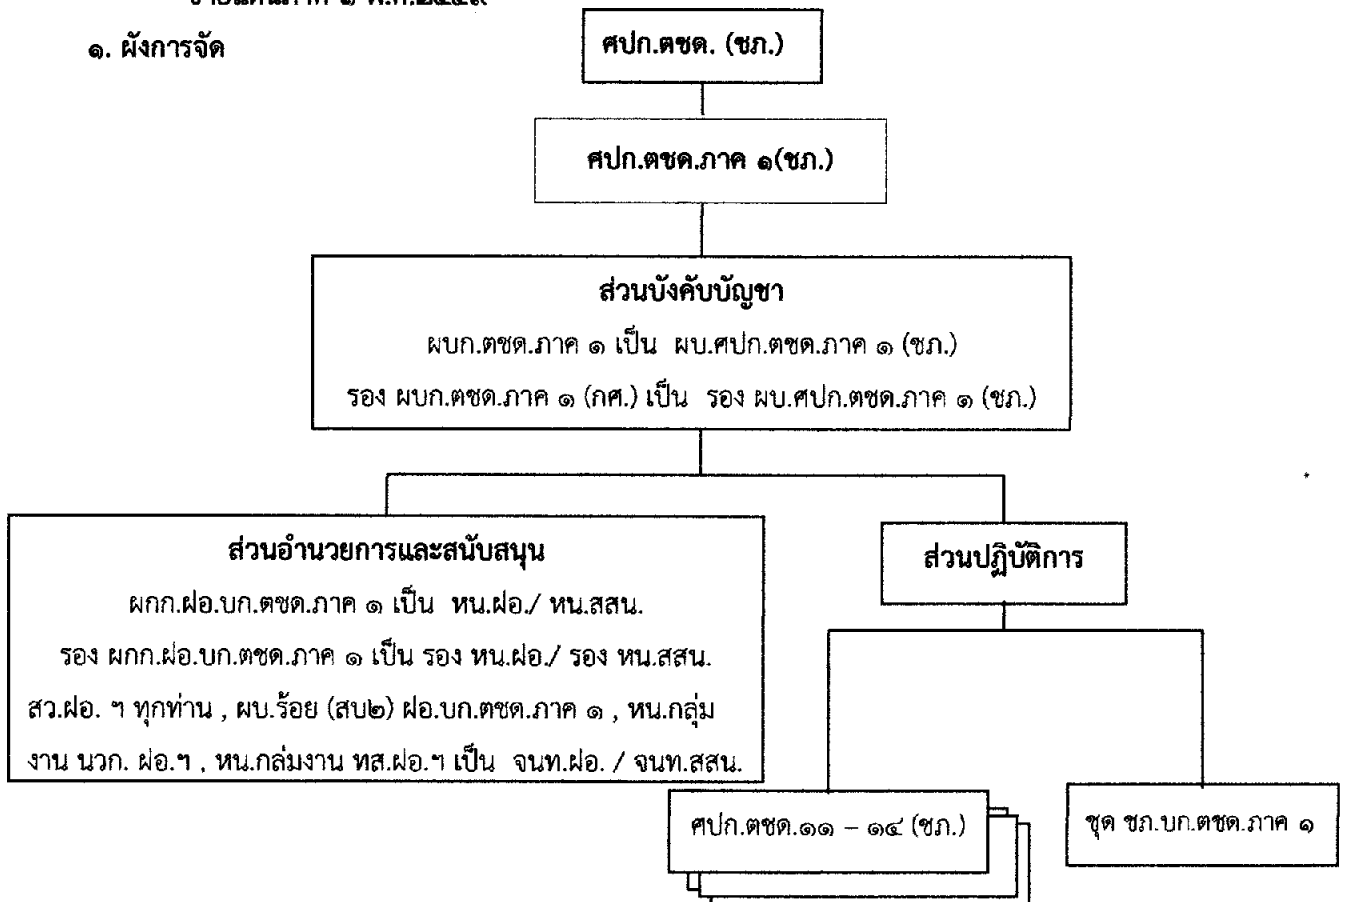 ๑. ผังการจัด
ศปก.ตชด. (ชภ.)
ศปก.ตชด.ภาค ๑(ชภ.)
ส่วนบังคับบัญชา
ผบก.ตชด.ภาค ๑ เป็น ผบ.ศปก.ตชด.ภาค ๑ (ชภ.)
รอง ผบก.ตชด.ภาค ๑ (กศ.) เป็น รอง ผบ.ศปก.ตชด.ภาค ๑ (ชภ.)
ส่วนอำนวยการและสนับสนุน
ผกก.ฝอ.บก.ตชด.ภาค ๑ เป็น หน.ฝอ./ หน.สสน.
รอง ผกก.ฝอ.บก.ตชด.ภาค ๑ เป็น รอง หน.ฝอ./ รอง หน.สสน.
สว.ฝอ. ฯ ทุกท่าน , ผบ.ร้อย (สบ๒) ฝอ.บก.ตชด.ภาค ๑ , หน.กลุ่ม
งาน นวก. ฝอ.ฯ , หน.กลุ่มงาน ทส.ฝอ.ฯ เป็น จนท.ฝอ. / จนท.สสน.
ส่วนปฏิบัติการ
ศปก.ตชด.๑๑ – ๑๔ (ชภ.)
ชุด ชภ.บก.ตชด.ภาค ๑